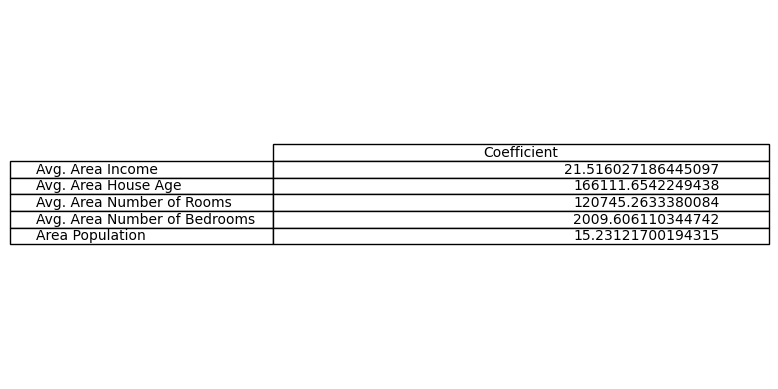 Coefficient
Avg. Area Income 21.516027186445097
Avg. Area House Age 166111.6542249438
Avg. Area Number of Rooms 120745.2633380084
Avg. Area Number of Bedrooms 2009.606110344742
Area Population 15.23121700194315